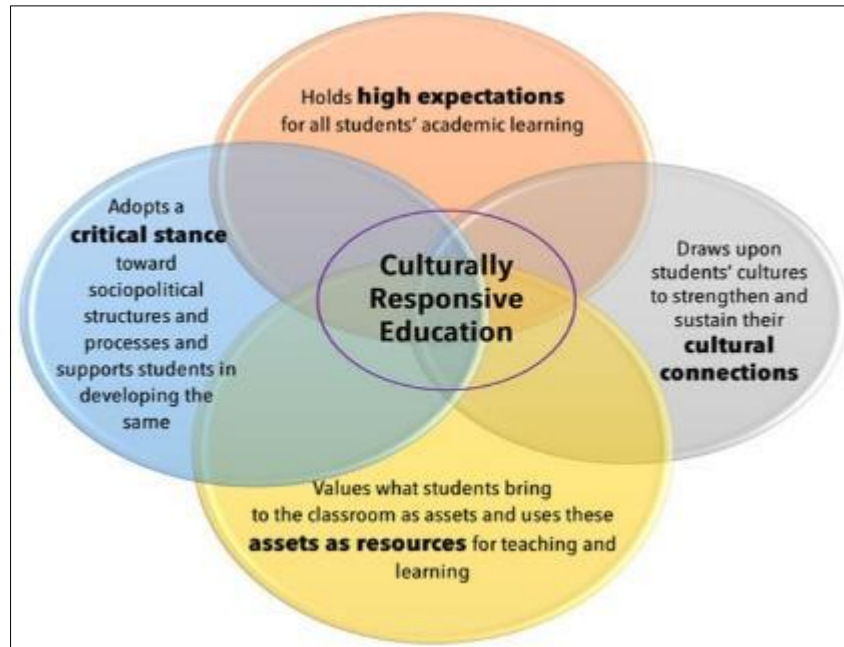 Holds high expectations
for all students' academic learning
Adopts a
critical stance
toward
sociopolitical
structures and
processes and
supports students in
developing the
same
Culturally
Responsive
Education
Draws upon
students' cultures
to strengthen and
sustain their
cultural
connections
Values what students bring
to the classroom as assets and uses these
assets as resources for teaching and
learning